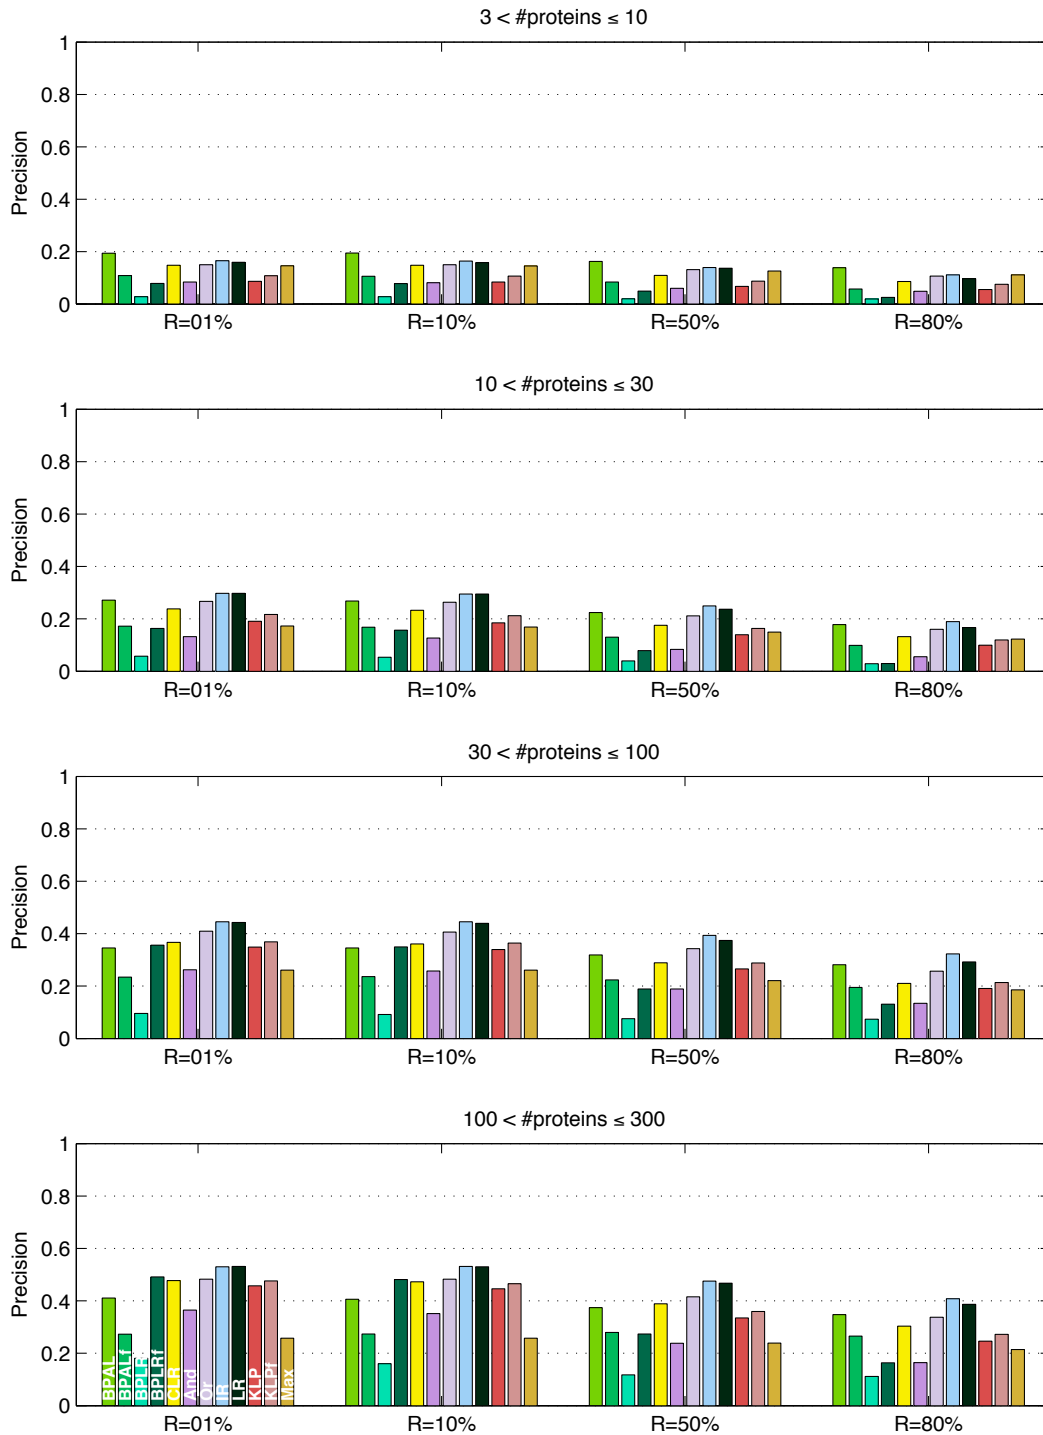 3 < #proteins ≤ 10
1
0.8
0.6
0.4
0.2
0
Precision
R=01% R=10% R=50% R=80%
10 < #proteins ≤ 30
1
0.8
0.6
0.4
0.2
0
Precision
R=01% R=10% R=50% R=80%
30 < #proteins ≤ 100
1
0.8
0.6
0.4
0.2
0
Precision
R=01% R=10% R=50% R=80%
100 < #proteins ≤ 300
1
0.8
0.6
0.4
0.2
0
Precision
BPAL
BPALf
BPLR
BPLRf
CLR
And
Or
IR
LR
KLP
KLPf
Max
R=01% R=10% R=50% R=80%